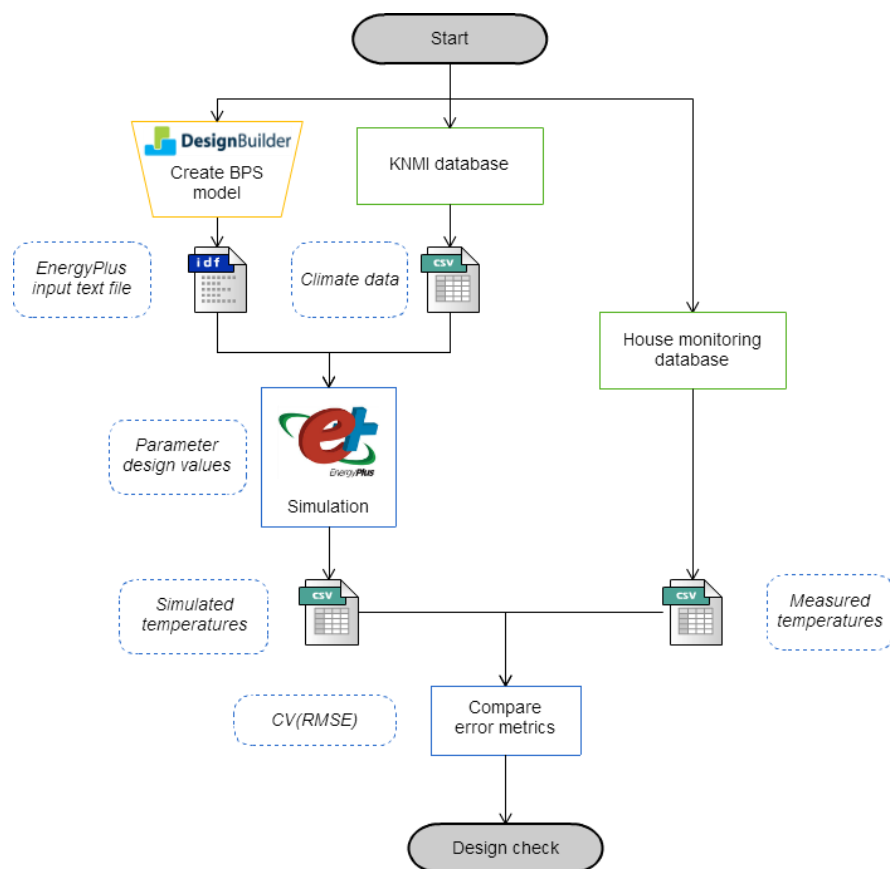 Start
DesignBuilder
Create BPS
model
KNMI database
EnergyPlus
input text file
idf
Climate data
csv
House monitoring
database
Parameter
design values
e+
EnergyPlus
Simulation
Simulated
temperatures
csv
csv
Measured
temperatures
CV(RMSE)
Compare
error metrics
Design check